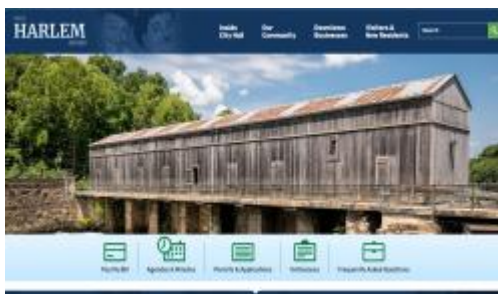 HARLEM
Inside
City Hall
Our
Community
Downtown
Businesses
Visitors &
New Residents
Search
Pay My Bill
Agendas & Minutes
Permits & Applications
Ordinances
Frequently Asked Questions